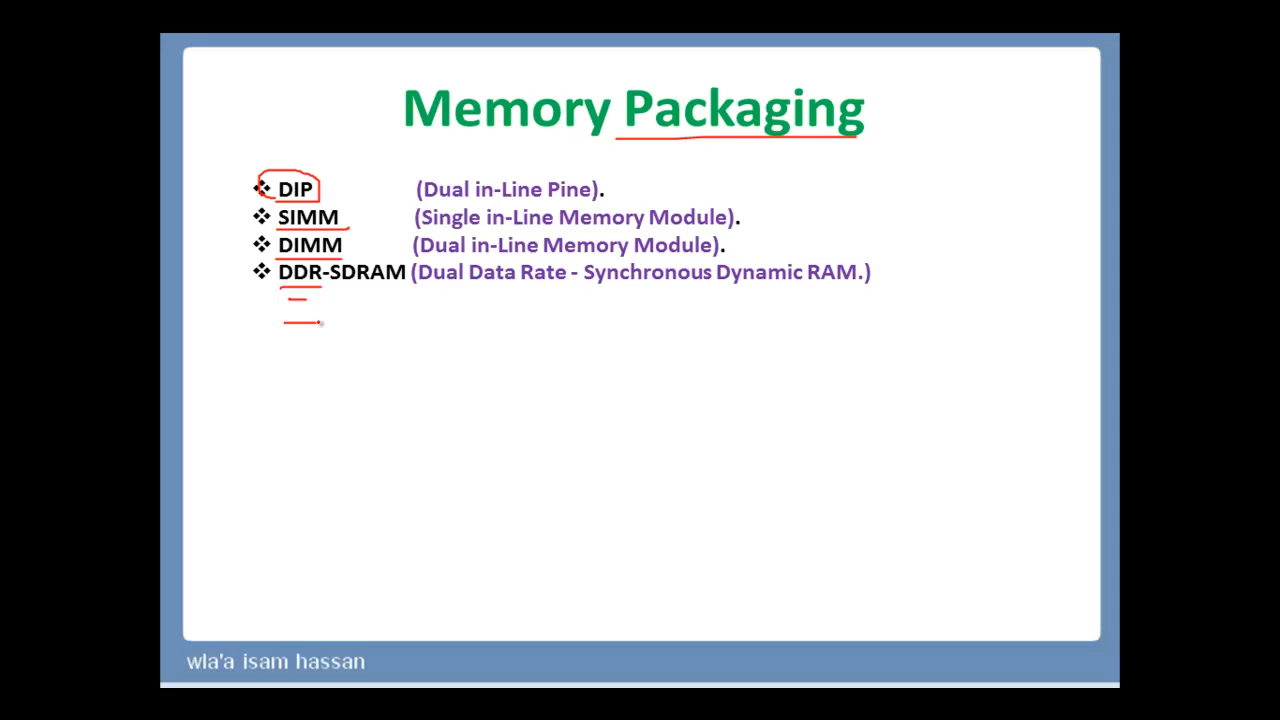 Memory Packaging
❖ DIP (Dual in-Line Pine).
❖ SIMM (Single in-Line Memory Module).
❖ DIMM (Dual in-Line Memory Module).
❖ DDR-SDRAM (Dual Data Rate - Synchronous Dynamic RAM.)
wla'a isam hassan